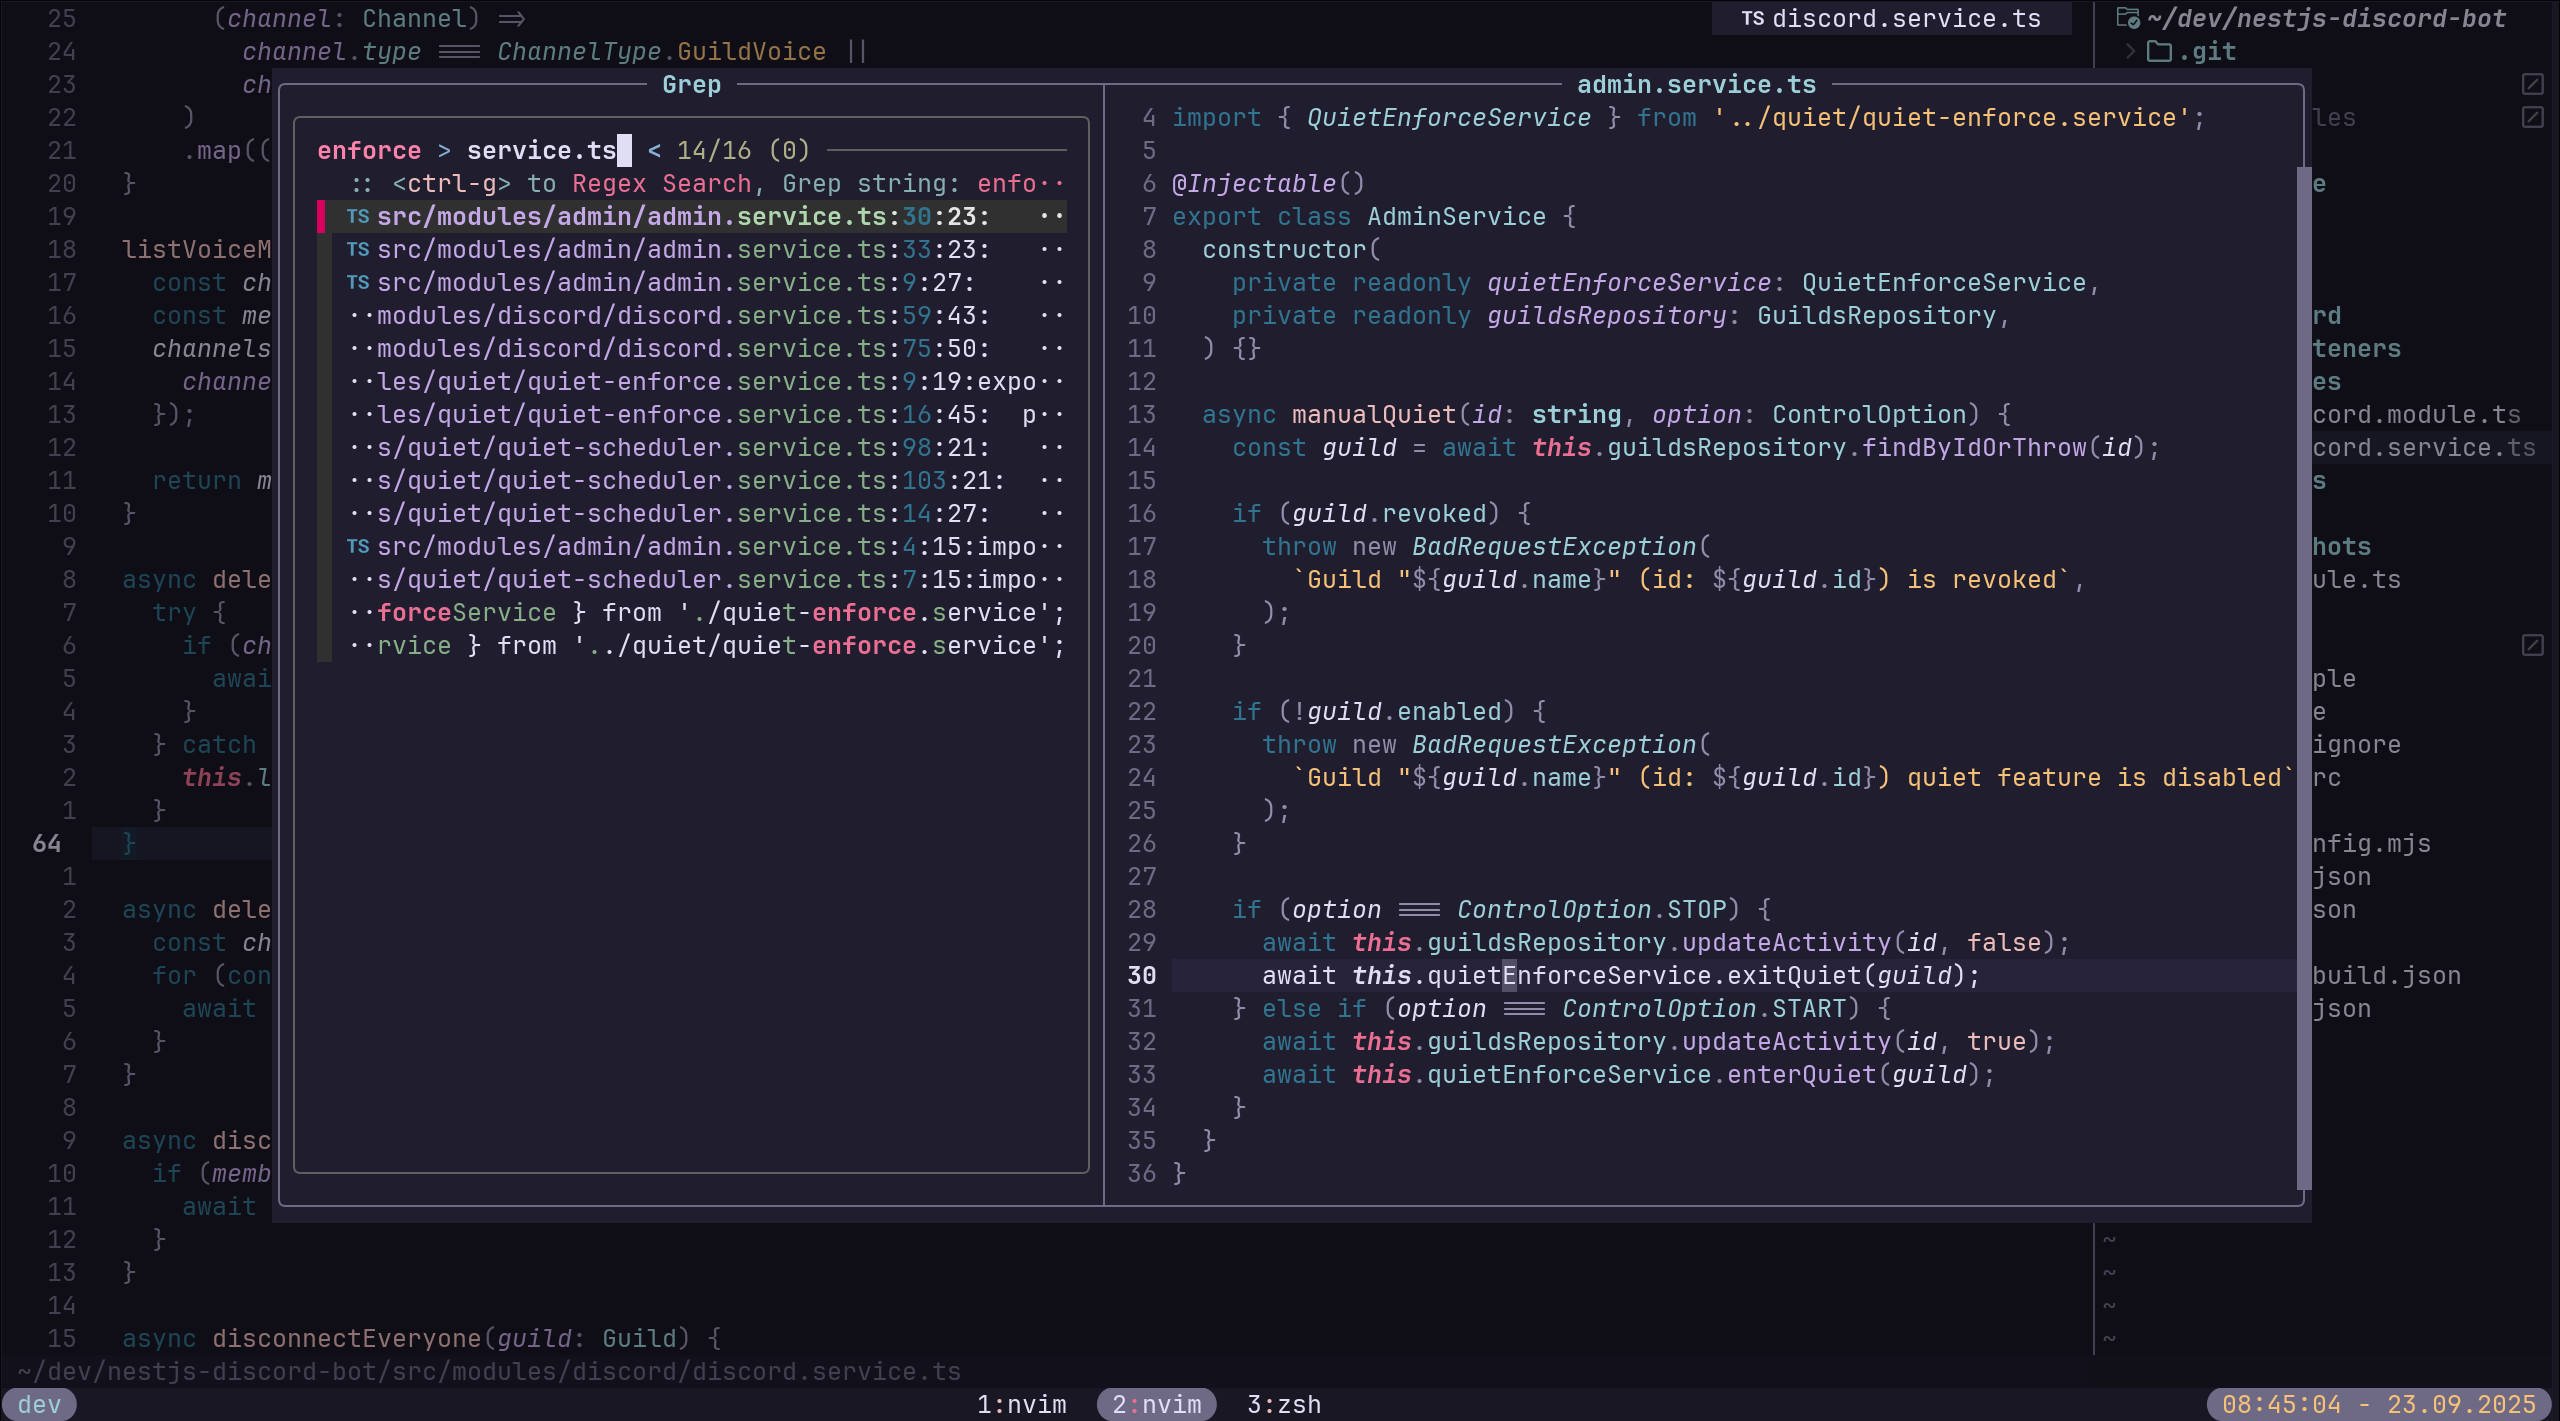 25 (channel: Channel) =>
24 channel.type === ChannelType.GuildVoice ||
23 ch
22 )
21 .map((
20 }
19
18 listVoiceM
17 const ch
16 const me
15 channels
14 channe
13 });
12
11 return m
10 }
9
8 async dele
7 try {
6 if (ch
5 awai
4 }
3 } catch
2 this.l
1 }
64 }
1
2 async dele
3 const ch
4 for (con
5 await
6 }
7 }
8
9 async disc
10 if (memb
11 await
12 }
13 }
14
15 async disconnectEveryone(guild: Guild) {
TS discord.service.ts
Grep
enforce > service.ts < 14/16 (0)
:: <ctrl-g> to Regex Search, Grep string: enfo··
TS src/modules/admin/admin.service.ts:30:23: ··
TS src/modules/admin/admin.service.ts:33:23: ··
TS src/modules/admin/admin.service.ts:9:27: ··
··modules/discord/discord.service.ts:59:43: ··
··modules/discord/discord.service.ts:75:50: ··
··les/quiet/quiet-enforce.service.ts:9:19:expo··
··les/quiet/quiet-enforce.service.ts:16:45: p··
··s/quiet/quiet-scheduler.service.ts:98:21: ··
··s/quiet/quiet-scheduler.service.ts:103:21: ··
··s/quiet/quiet-scheduler.service.ts:14:27: ··
TS src/modules/admin/admin.service.ts:4:15:impo··
··s/quiet/quiet-scheduler.service.ts:7:15:impo··
··forceService } from './quiet-enforce.service';
··rvice } from '../quiet/quiet-enforce.service';
admin.service.ts
4 import { QuietEnforceService } from '../quiet/quiet-enforce.service';
5
6 @Injectable()
7 export class AdminService {
8 constructor(
9 private readonly quietEnforceService: QuietEnforceService,
10 private readonly guildsRepository: GuildsRepository,
11 ) {}
12
13 async manualQuiet(id: string, option: ControlOption) {
14 const guild = await this.guildsRepository.findByIdOrThrow(id);
15
16 if (guild.revoked) {
17 throw new BadRequestException(
18 `Guild "${guild.name}" (id: ${guild.id}) is revoked`,
19 );
20 }
21
22 if (!guild.enabled) {
23 throw new BadRequestException(
24 `Guild "${guild.name}" (id: ${guild.id}) quiet feature is disabled`
25 );
26 }
27
28 if (option === ControlOption.STOP) {
29 await this.guildsRepository.updateActivity(id, false);
30 await this.quietEnforceService.exitQuiet(guild);
31 } else if (option === ControlOption.START) {
32 await this.guildsRepository.updateActivity(id, true);
33 await this.quietEnforceService.enterQuiet(guild);
34 }
35 }
36 }
~/dev/nestjs-discord-bot
> .git
les
e
rd
teners
es
cord.module.ts
cord.service.ts
s
hots
ule.ts
ple
e
ignore
rc
nfig.mjs
json
son
build.json
json
~
~
~
~
~/dev/nestjs-discord-bot/src/modules/discord/discord.service.ts
dev 1:nvim 2:nvim 3:zsh 08:45:04 - 23.09.2025